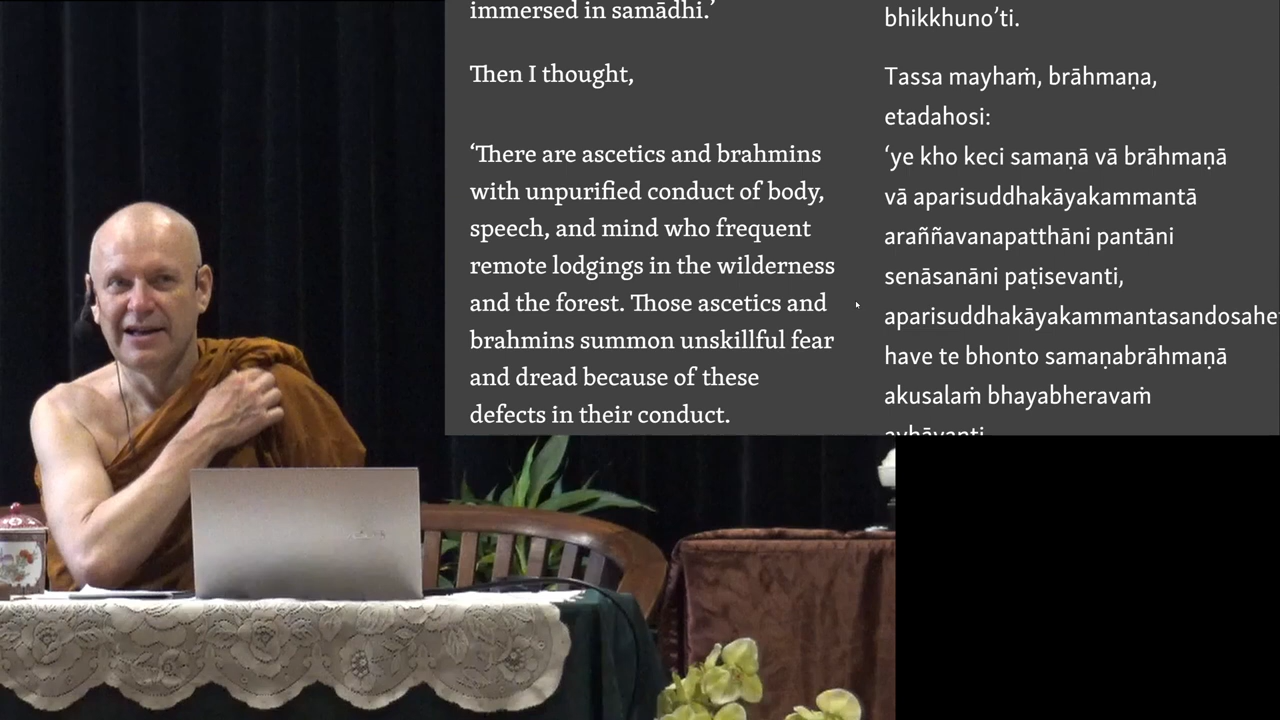 immersed in samādhi.’
Then I thought,
‘There are ascetics and brahmins
with unpurified conduct of body,
speech, and mind who frequent
remote lodgings in the wilderness
and the forest. Those ascetics and
brahmins summon unskillful fear
and dread because of these
defects in their conduct.
bhikkhuno’ti.
Tassa mayhaṁ, brāhmaṇa,
etadahosi:
‘ye kho keci samaṇā vā brāhmaṇā
vā aparisuddhakāyakammantā
araññavanapatthāni pantāni
senāsanāni paṭisevanti,
aparisuddhakāyakammantasandosahe
have te bhonto samaṇabrāhmaṇā
akusalaṁ bhayabheravaṁ